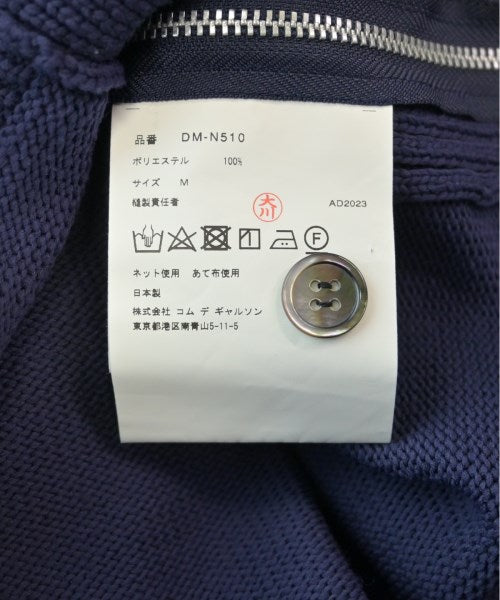 品番 DM-N510
ポリエステル 100%
サイズ M
縫製責任者 大川 AD2023
F
ネット使用 あて布使用
日本製
株式会社 コム デ ギャルソン
東京都港区南青山5-11-5